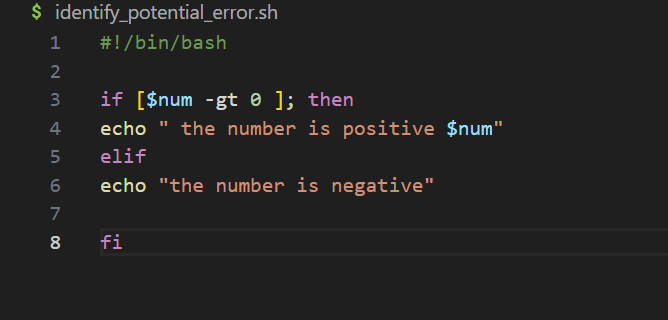 $ identify_potential_error.sh
1 #!/bin/bash
2
3 if [$num -gt 0 ]; then
4 echo " the number is positive $num"
5 elif
6 echo "the number is negative"
7
8 fi